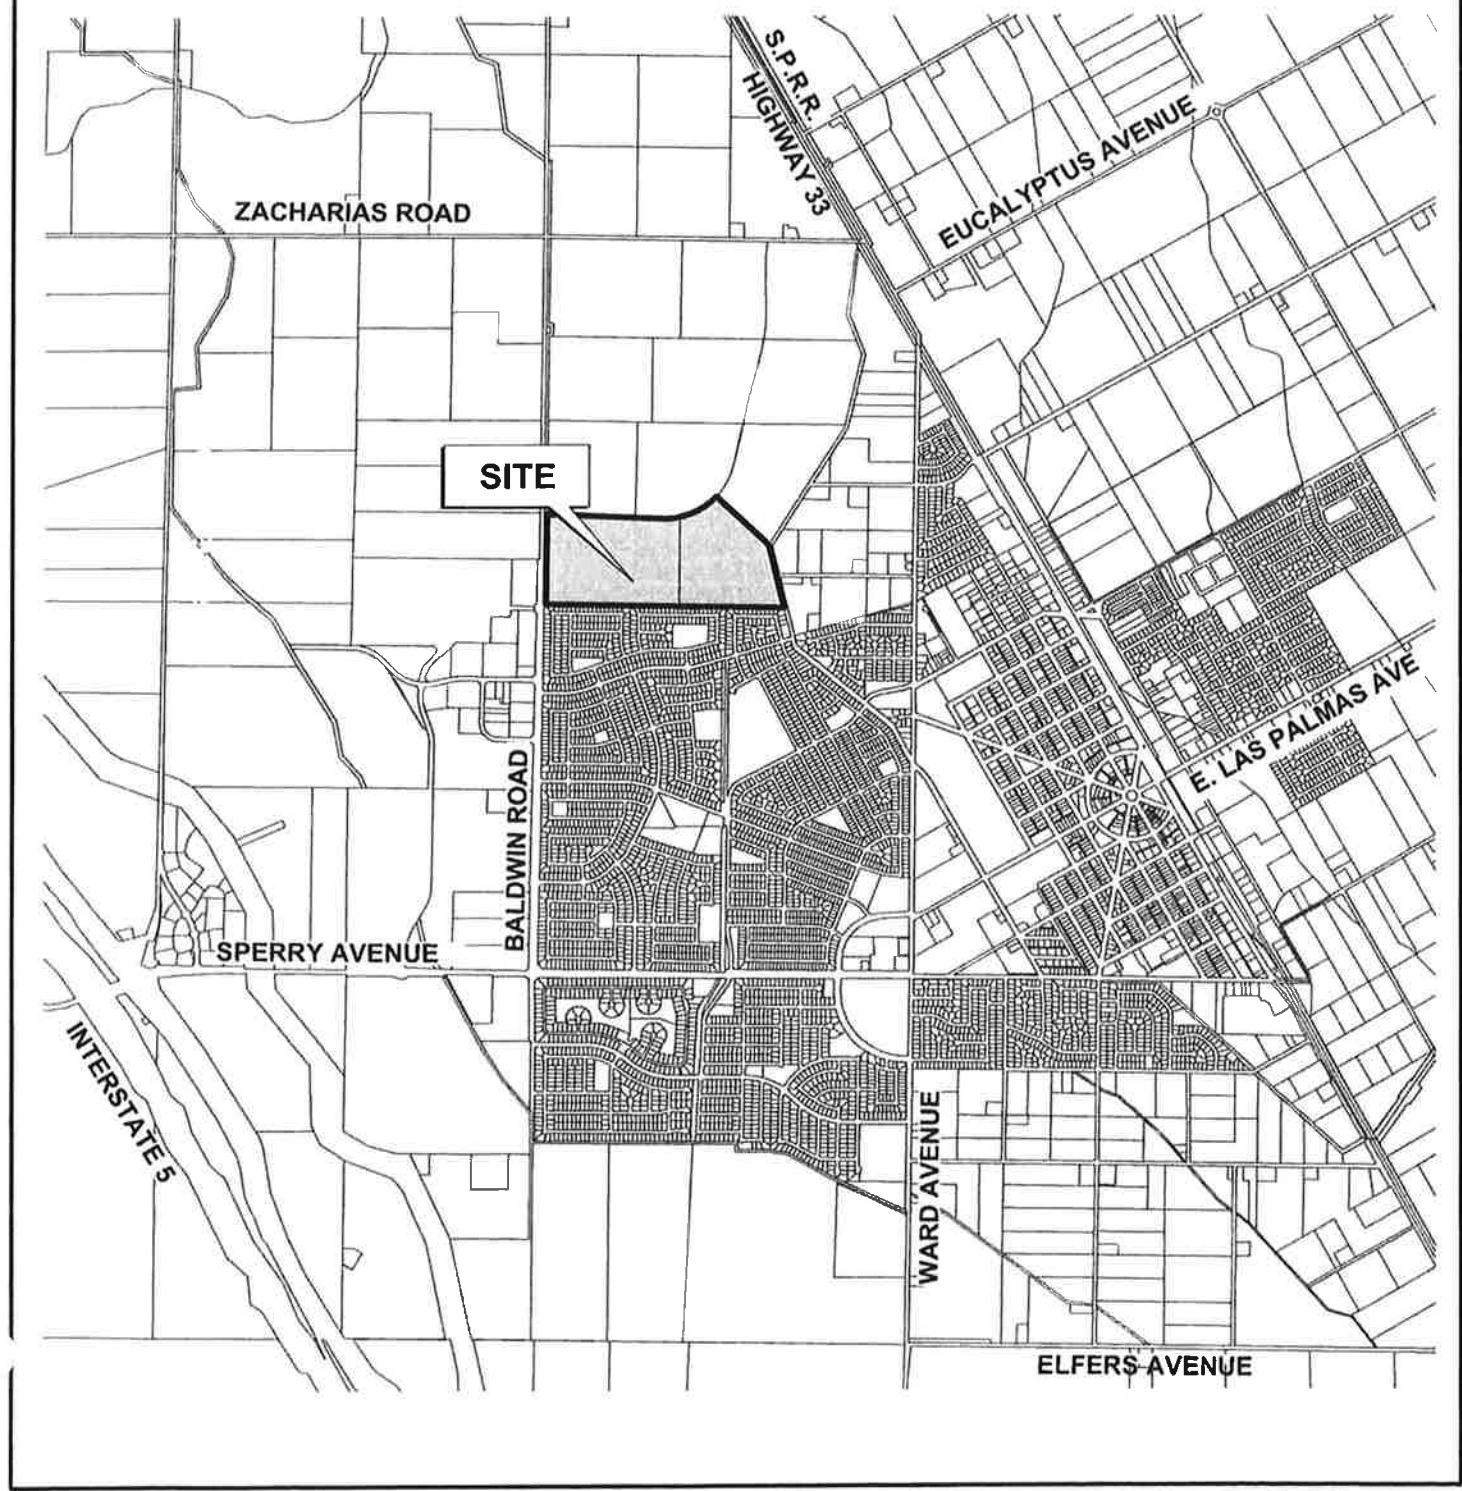 S.P.R.R.
HIGHWAY 33
EUCALYPTUS AVENUE
ZACHARIAS ROAD
SITE
E. LAS PALMAS AVE
BALDWIN ROAD
SPERRY AVENUE
INTERSTATE 5
WARD AVENUE
ELFERS AVENUE